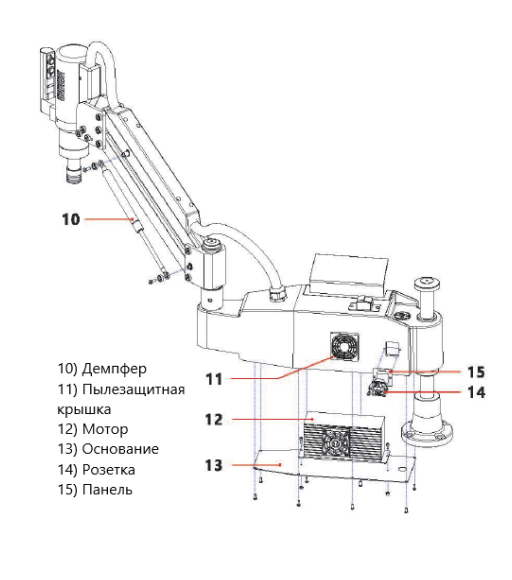 10
15
11
14
12
13
10) Демпфер
11) Пылезащитная
крышка
12) Мотор
13) Основание
14) Розетка
15) Панель